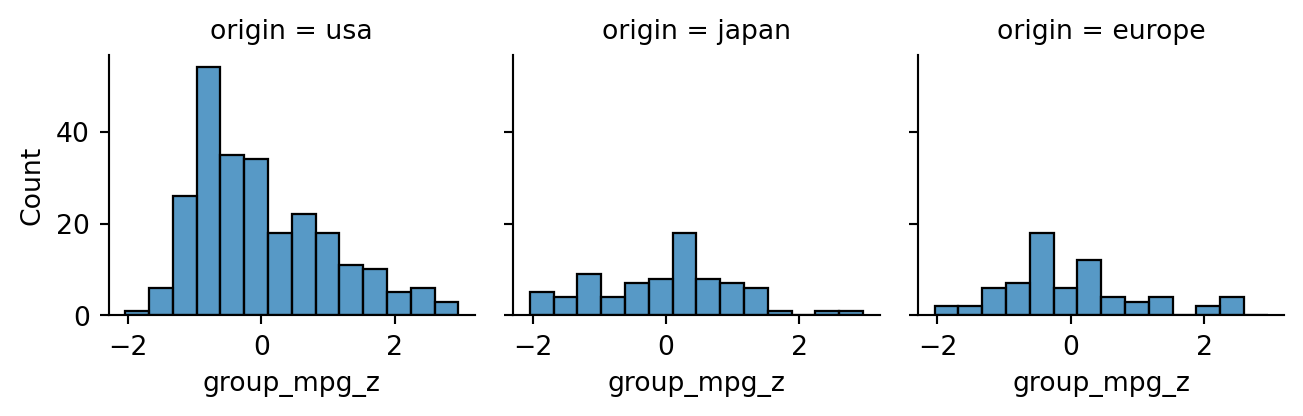 origin = usa
origin = japan
origin = europe
Count
40
20
0
−2 0 2
−2 0 2
−2 0 2
group_mpg_z
group_mpg_z
group_mpg_z